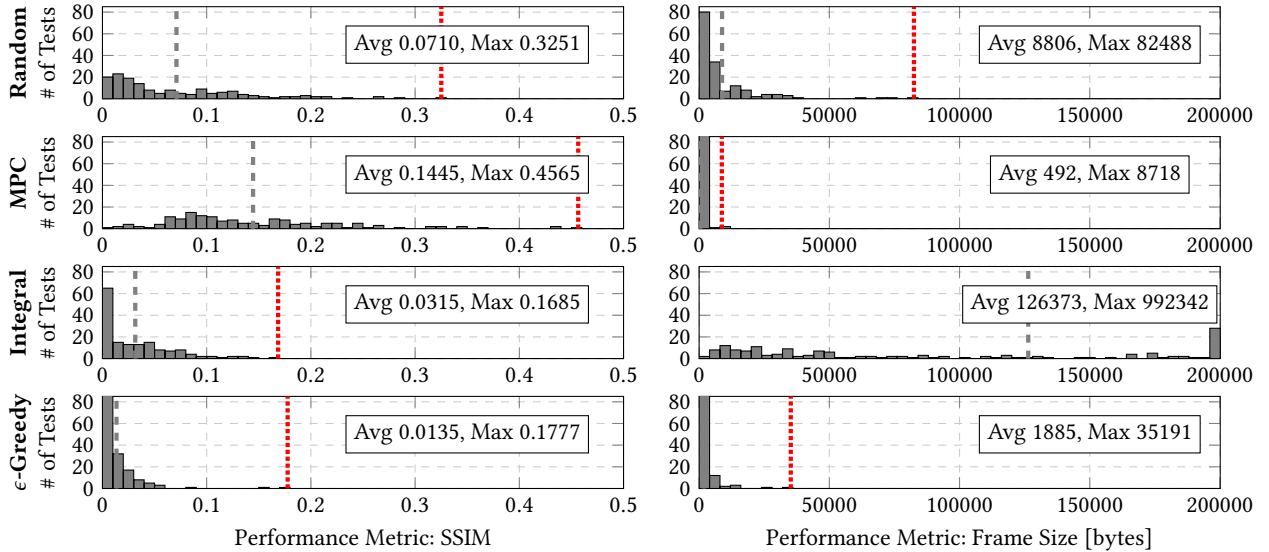 Random
# of Tests
80
60
40
20
0
Avg 0.0710, Max 0.3251
0 0.1 0.2 0.3 0.4 0.5
80
60
40
20
0
Avg 8806, Max 82488
0 50000 100000 150000 200000
MPC
# of Tests
80
60
40
20
0
Avg 0.1445, Max 0.4565
0 0.1 0.2 0.3 0.4 0.5
80
60
40
20
0
Avg 492, Max 8718
0 50000 100000 150000 200000
Integral
# of Tests
80
60
40
20
0
Avg 0.0315, Max 0.1685
0 0.1 0.2 0.3 0.4 0.5
80
60
40
20
0
Avg 126373, Max 992342
0 50000 100000 150000 200000
ϵ-Greedy
# of Tests
80
60
40
20
0
Avg 0.0135, Max 0.1777
0 0.1 0.2 0.3 0.4 0.5
Performance Metric: SSIM
80
60
40
20
0
Avg 1885, Max 35191
0 50000 100000 150000 200000
Performance Metric: Frame Size [bytes]